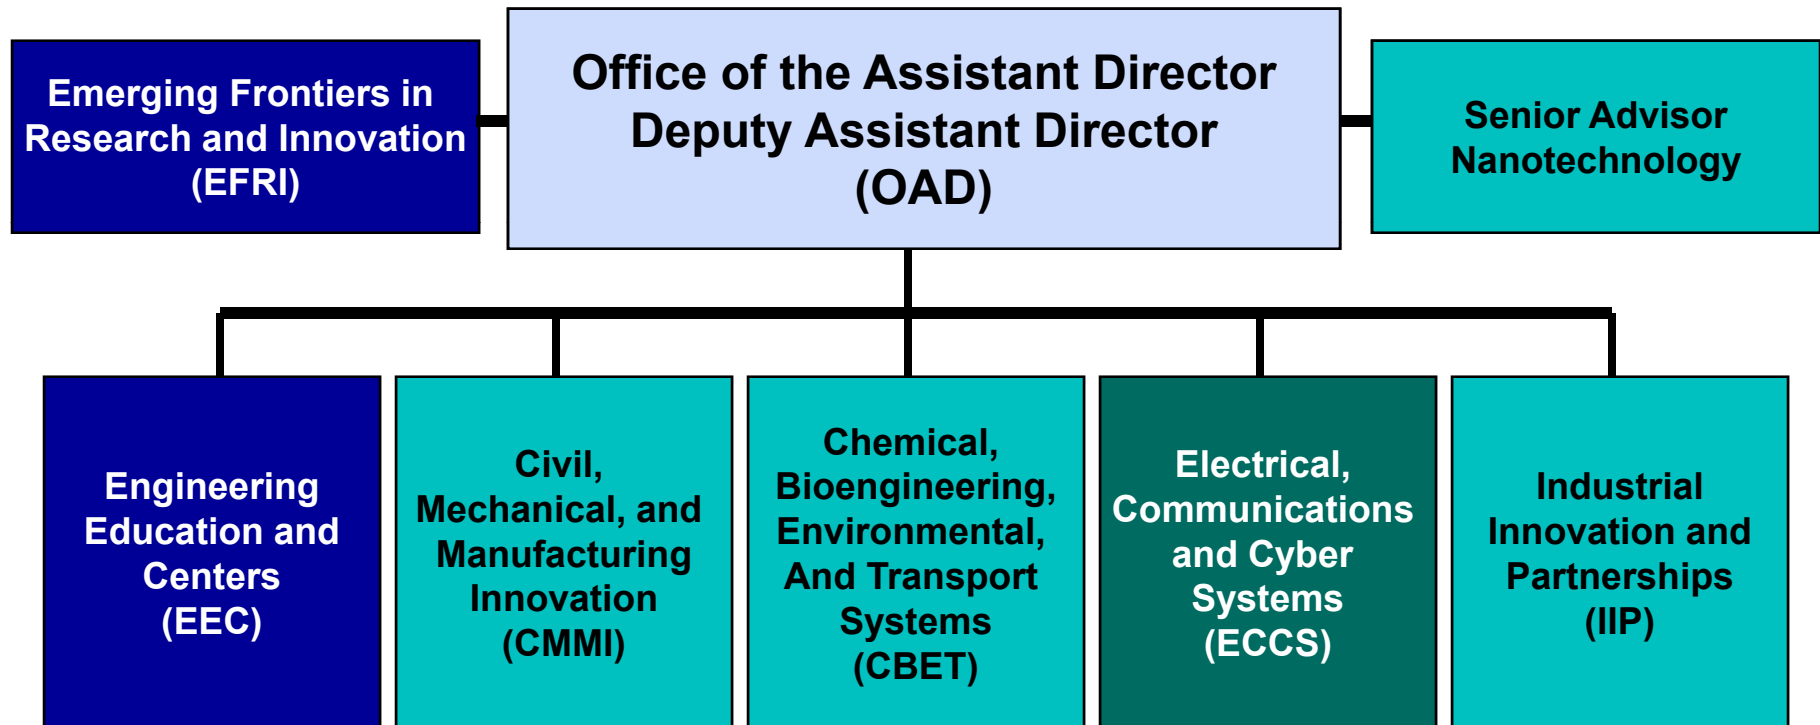 Emerging Frontiers in
Research and Innovation
(EFRI)
Office of the Assistant Director
Deputy Assistant Director
(OAD)
Senior Advisor
Nanotechnology
Engineering
Education and
Centers
(EEC)
Civil,
Mechanical, and
Manufacturing
Innovation
(CMMI)
Chemical,
Bioengineering,
Environmental,
And Transport
Systems
(CBET)
Electrical,
Communications
and Cyber
Systems
(ECCS)
Industrial
Innovation and
Partnerships
(IIP)